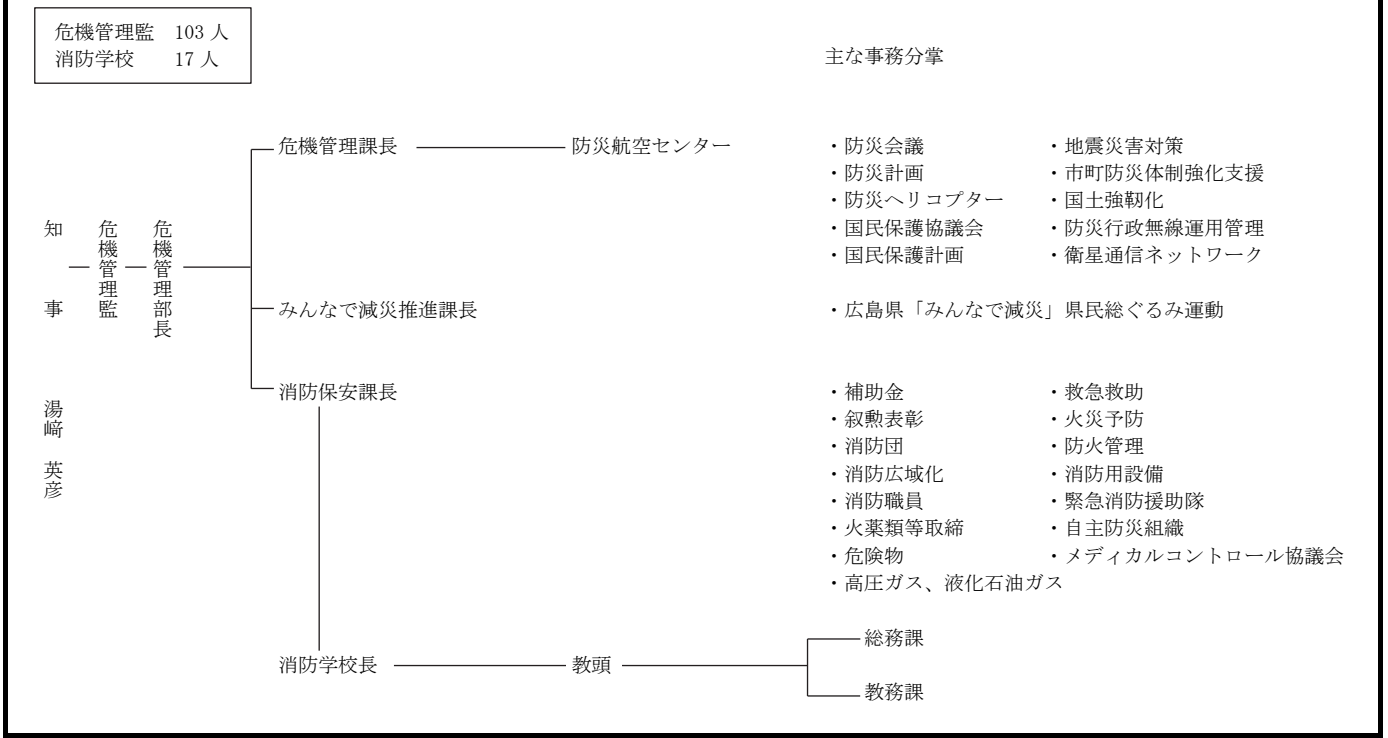 危機管理監 103人
消防学校 17人
主な事務分掌
知事 湯﨑 英彦
危機管理監
危機管理部長
危機管理課長
防災航空センター
・防災会議
・防災計画
・防災ヘリコプター
・国民保護協議会
・国民保護計画
・地震災害対策
・市町防災体制強化支援
・国土強靱化
・防災行政無線運用管理
・衛星通信ネットワーク
みんなで減災推進課長
・広島県「みんなで減災」県民総ぐるみ運動
消防保安課長
・補助金
・叙勲表彰
・消防団
・消防広域化
・消防職員
・火薬類等取締
・危険物
・高圧ガス、液化石油ガス
・救急救助
・火災予防
・防火管理
・消防用設備
・緊急消防援助隊
・自主防災組織
・メディカルコントロール協議会
消防学校長
教頭
総務課
教務課